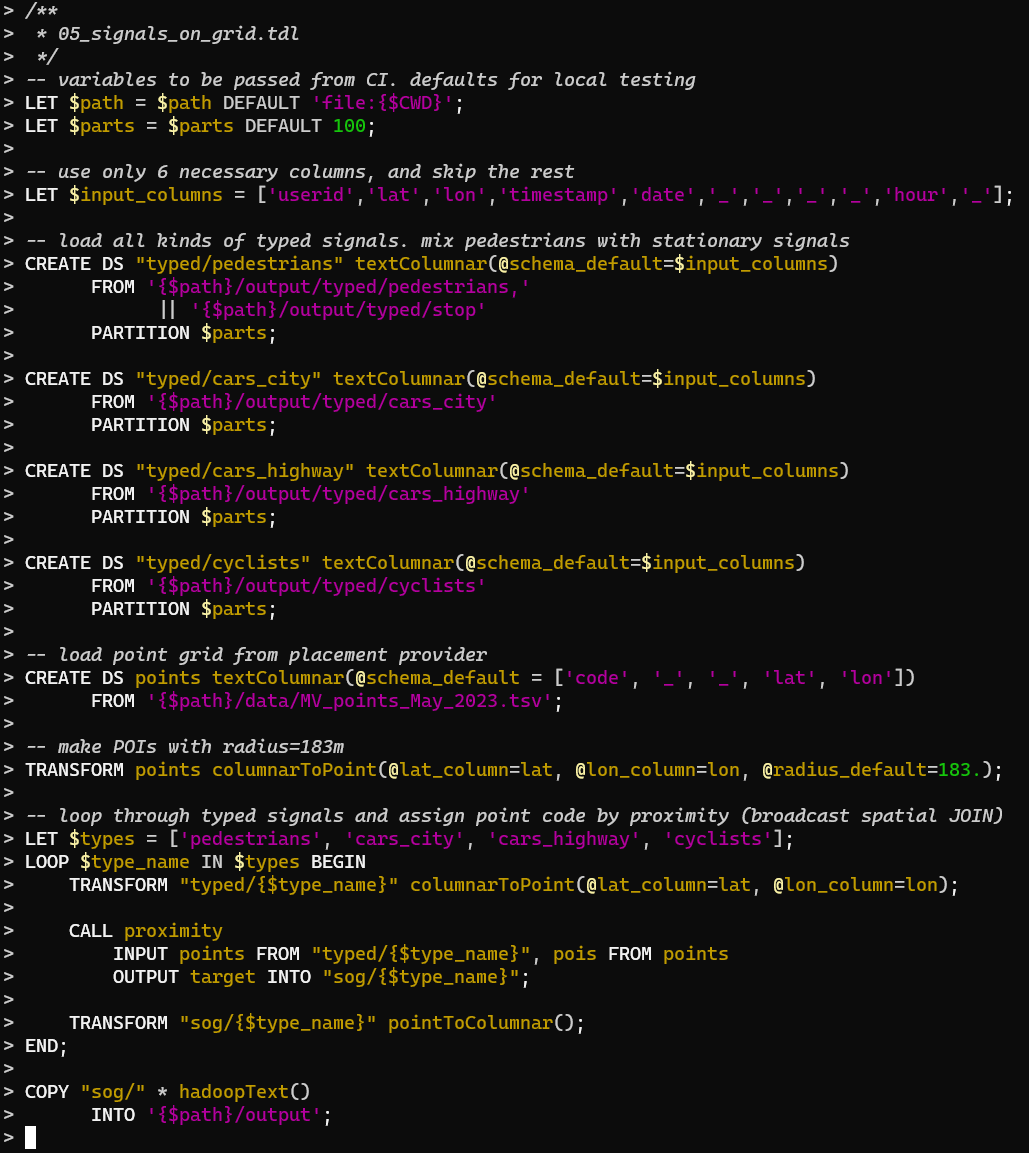 > /**
>  * 05_signals_on_grid.tdl
>  */
> -- variables to be passed from CI. defaults for local testing
> LET $path = $path DEFAULT 'file:{$CWD}';
> LET $parts = $parts DEFAULT 100;
>
> -- use only 6 necessary columns, and skip the rest
> LET $input_columns = ['userid','lat','lon','timestamp','date','_','_','_','_','hour','_'];
>
> -- load all kinds of typed signals. mix pedestrians with stationary signals
> CREATE DS "typed/pedestrians" textColumnar(@schema_default=$input_columns)
>       FROM '{$path}/output/typed/pedestrians,'
>             || '{$path}/output/typed/stop'
>       PARTITION $parts;
>
> CREATE DS "typed/cars_city" textColumnar(@schema_default=$input_columns)
>       FROM '{$path}/output/typed/cars_city'
>       PARTITION $parts;
>
> CREATE DS "typed/cars_highway" textColumnar(@schema_default=$input_columns)
>       FROM '{$path}/output/typed/cars_highway'
>       PARTITION $parts;
>
> CREATE DS "typed/cyclists" textColumnar(@schema_default=$input_columns)
>       FROM '{$path}/output/typed/cyclists'
>       PARTITION $parts;
>
> -- load point grid from placement provider
> CREATE DS points textColumnar(@schema_default = ['code', '_', '_', 'lat', 'lon'])
>       FROM '{$path}/data/MV_points_May_2023.tsv';
>
> -- make POIs with radius=183m
> TRANSFORM points columnarToPoint(@lat_column=lat, @lon_column=lon, @radius_default=183.);
>
> -- loop through typed signals and assign point code by proximity (broadcast spatial JOIN)
> LET $types = ['pedestrians', 'cars_city', 'cars_highway', 'cyclists'];
> LOOP $type_name IN $types BEGIN
>     TRANSFORM "typed/{$type_name}" columnarToPoint(@lat_column=lat, @lon_column=lon);
>
>     CALL proximity
>         INPUT points FROM "typed/{$type_name}", pois FROM points
>         OUTPUT target INTO "sog/{$type_name}";
>
>     TRANSFORM "sog/{$type_name}" pointToColumnar();
> END;
>
> COPY "sog/" * hadoopText()
>       INTO '{$path}/output';
>